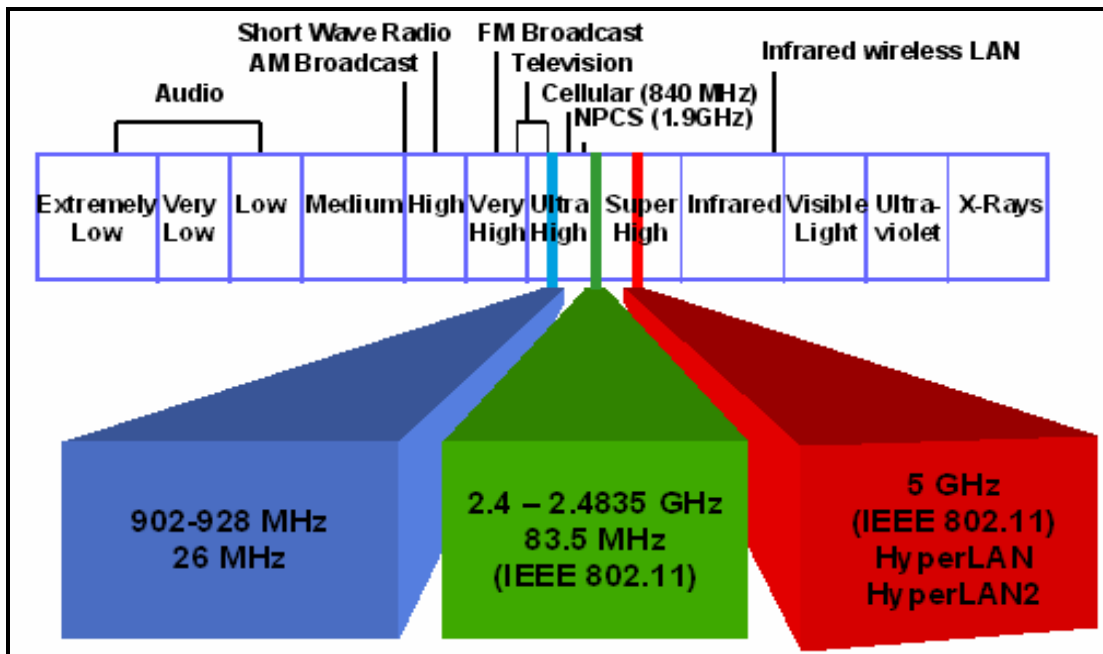 Short Wave Radio
AM Broadcast
FM Broadcast
Television
Cellular (840 MHz)
NPCS (1.9GHz)
Infrared wireless LAN
Audio
Extremely
Low
Very
Low
Low
Medium
High
Very
High
Ultra
High
Super
High
Infrared
Visible
Light
Ultra-
violet
X-Rays
902-928 MHz
26 MHz
2.4 – 2.4835 GHz
83.5 MHz
(IEEE 802.11)
5 GHz
(IEEE 802.11)
HyperLAN
HyperLAN2